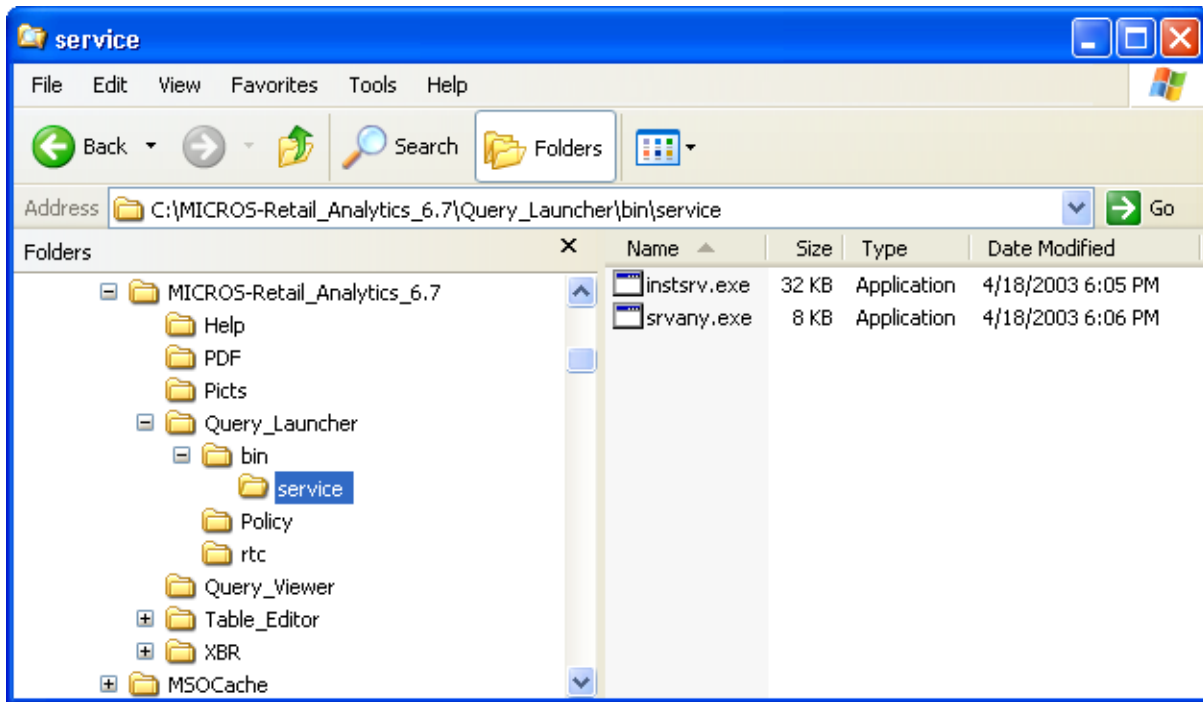 service
File Edit View Favorites Tools Help
Back Search Folders
Address C:\MICROS-Retail_Analytics_6.7\Query_Launcher\bin\service Go
Folders
MICROS-Retail_Analytics_6.7
Help
PDF
Picts
Query_Launcher
bin
service
Policy
rtc
Query_Viewer
Table_Editor
XBR
MSOCache
Name Size Type Date Modified
instsrv.exe 32 KB Application 4/18/2003 6:05 PM
srvany.exe 8 KB Application 4/18/2003 6:06 PM